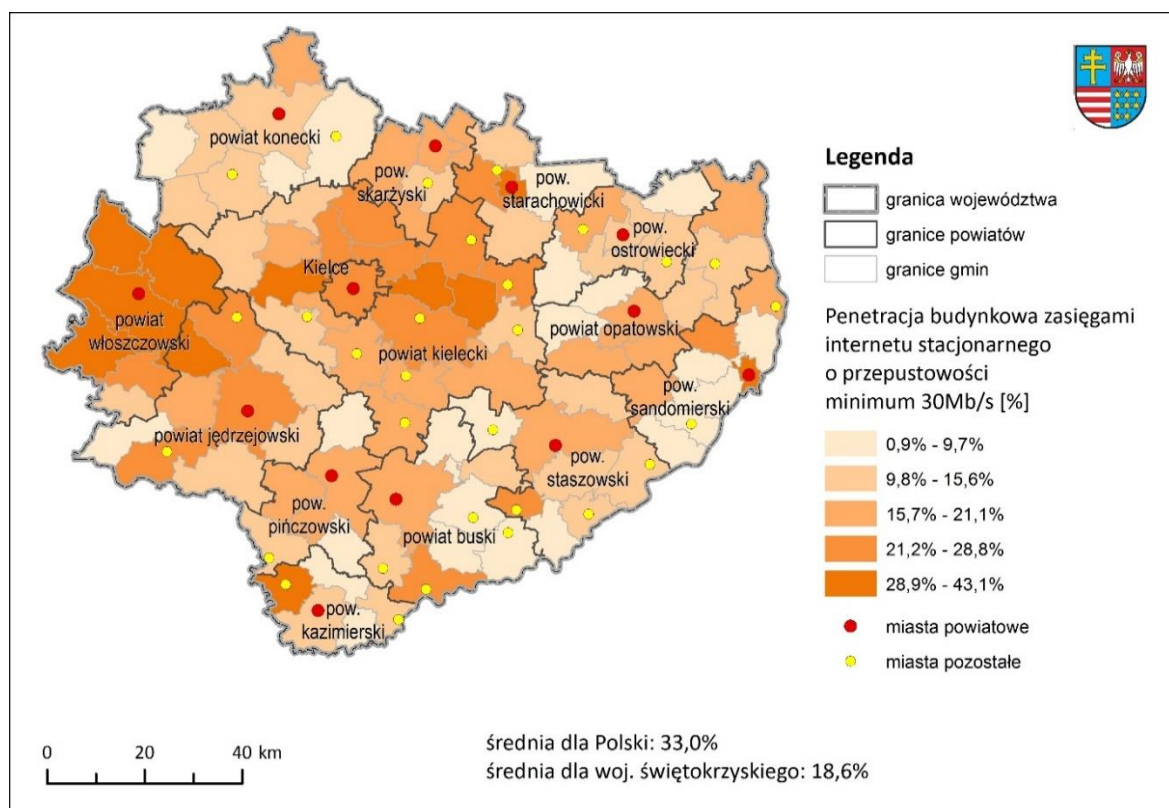 powiat konecki
pow.
skarżyski
pow.
starachowicki
pow.
ostrowiecki
Kielce
powiat
włoszczowski
powiat opatowski
powiat kielecki
pow.
sandomierski
powiat jędrzejowski
pow.
staszowski
pow.
pińczowski
powiat buski
pow.
kazimierski
Legenda
granica województwa
granice powiatów
granice gmin
Penetracja budynkowa zasięgami
internetu stacjonarnego
o przepustowości
minimum 30Mb/s [%]
0,9% - 9,7%
9,8% - 15,6%
15,7% - 21,1%
21,2% - 28,8%
28,9% - 43,1%
miasta powiatowe
miasta pozostałe
0 20 40 km
średnia dla Polski: 33,0%
średnia dla woj. świętokrzyskiego: 18,6%